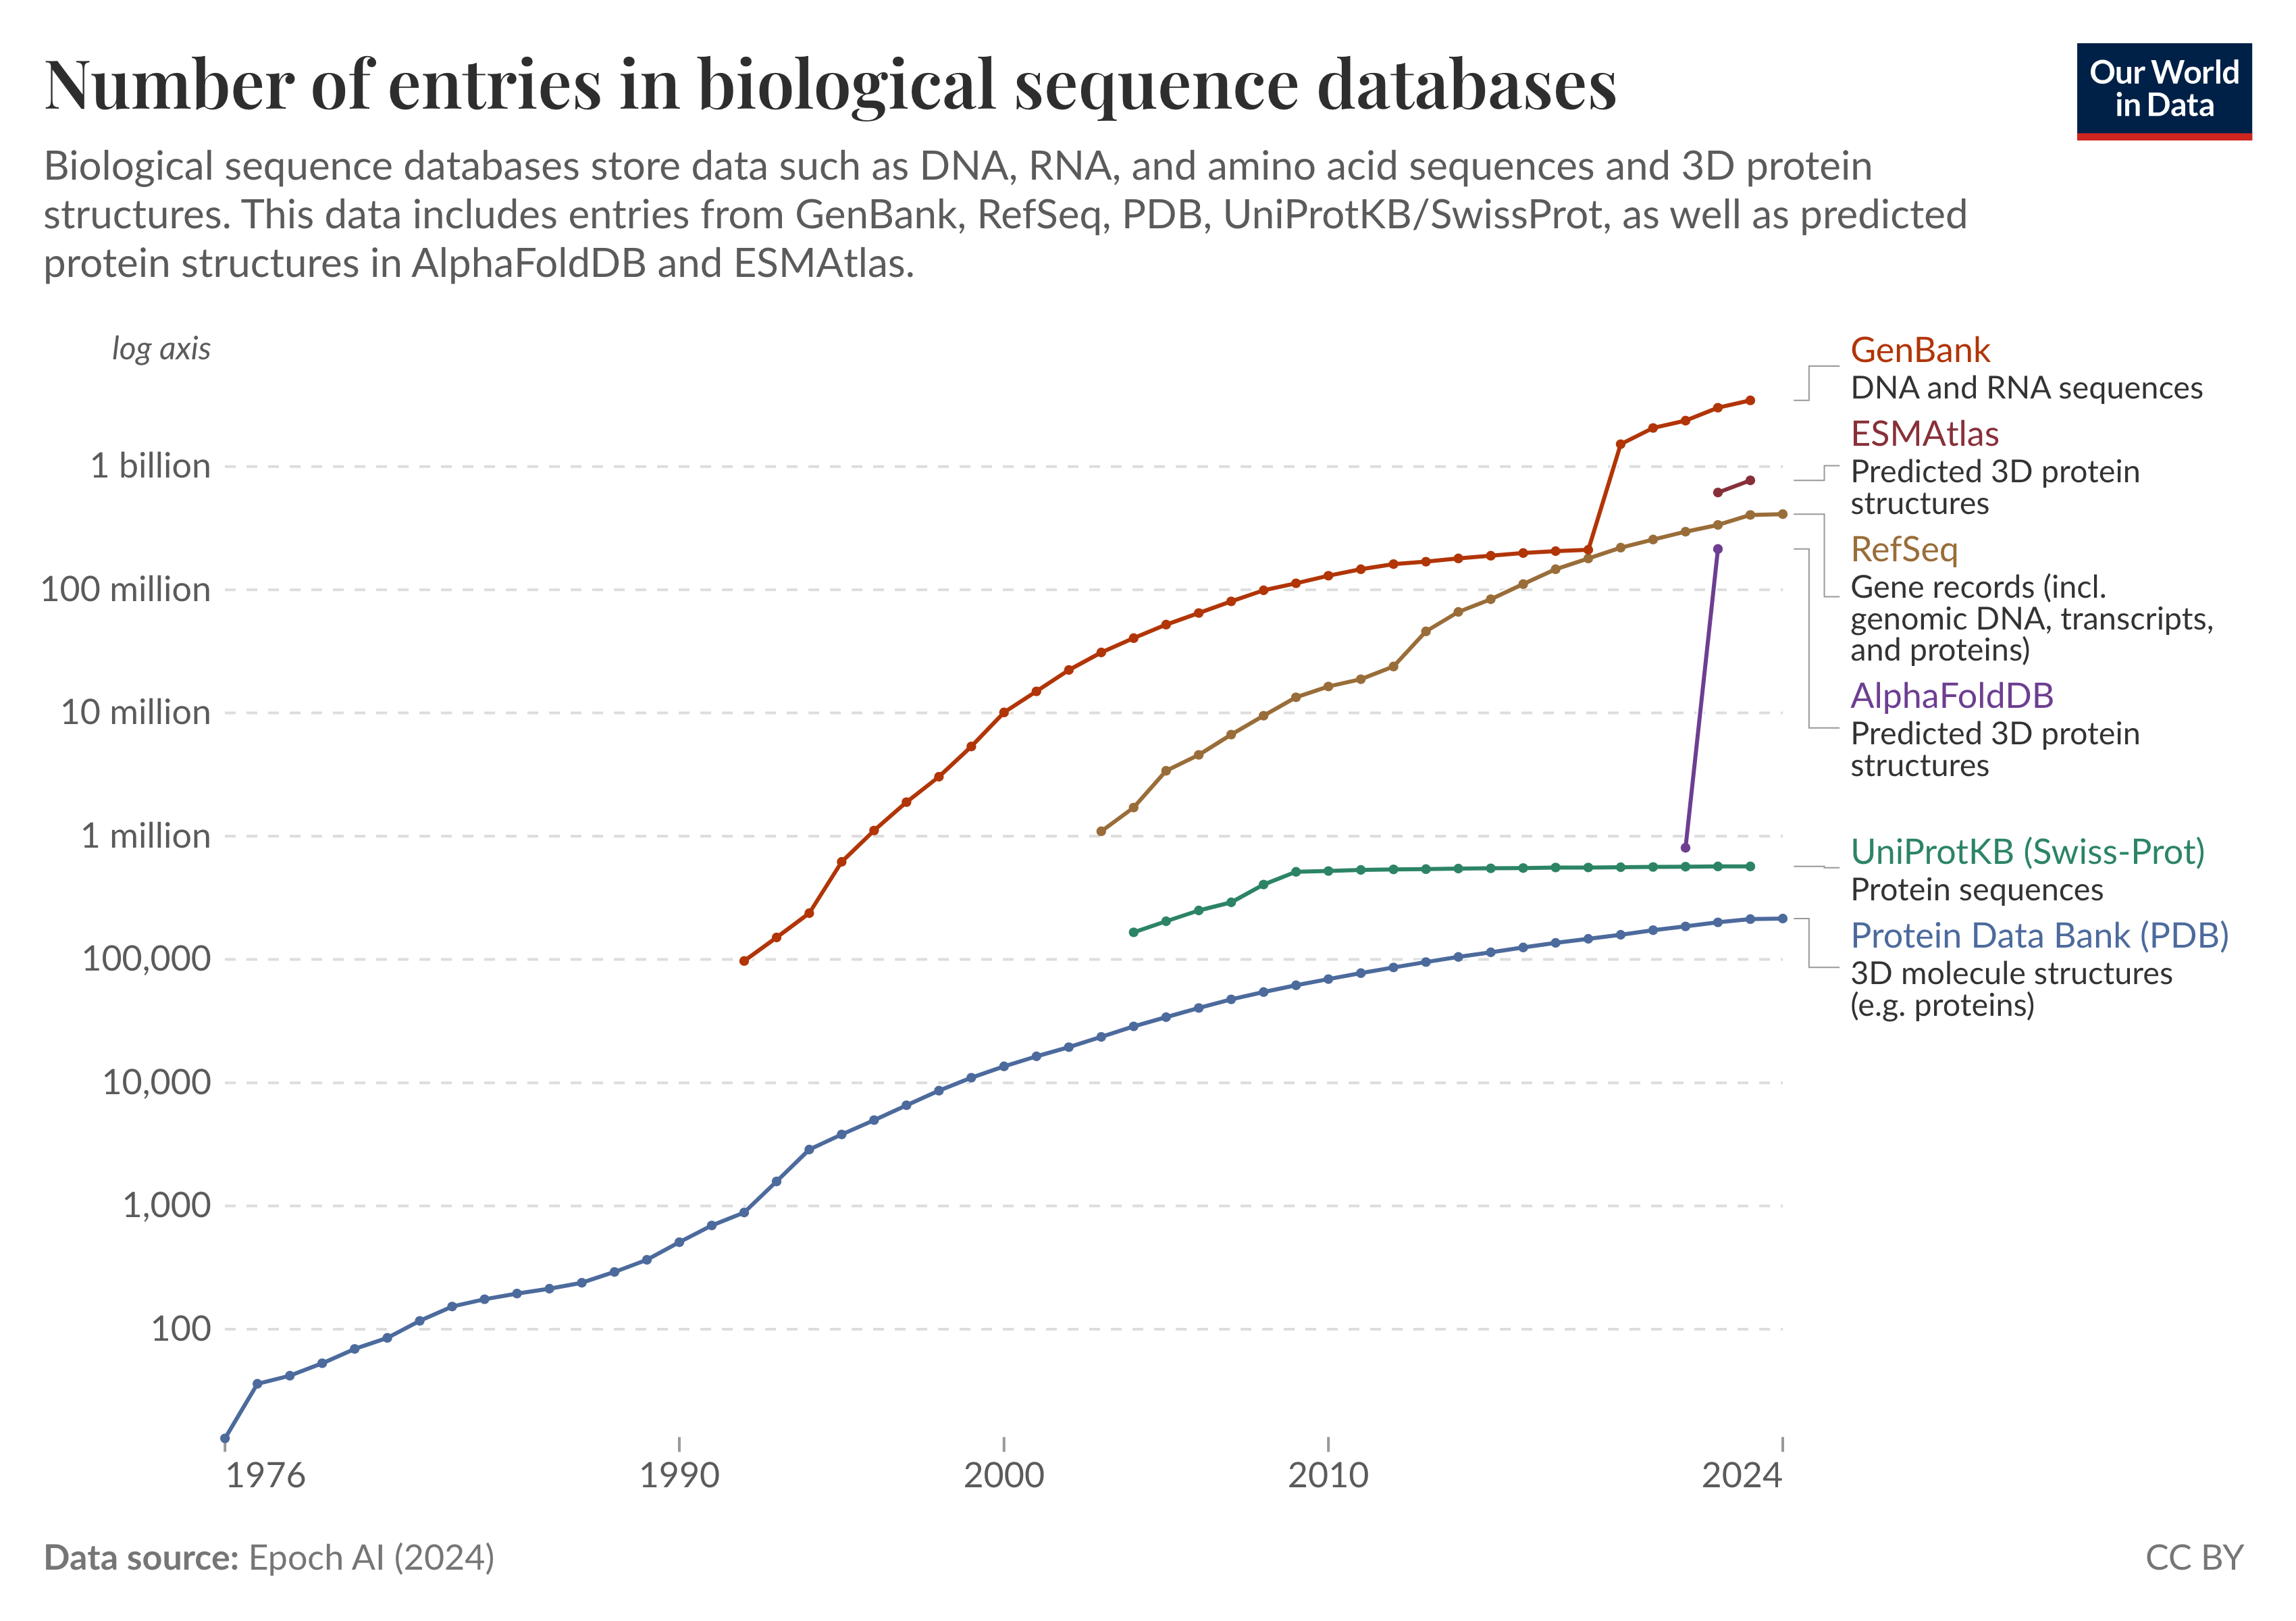 Number of entries in biological sequence databases
Our World
in Data
Biological sequence databases store data such as DNA, RNA, and amino acid sequences and 3D protein
structures. This data includes entries from GenBank, RefSeq, PDB, UniProtKB/SwissProt, as well as predicted
protein structures in AlphaFoldDB and ESMAtlas.
log axis
1 billion
100 million
10 million
1 million
100,000
10,000
1,000
100
GenBank
DNA and RNA sequences
ESMAtlas
Predicted 3D protein
structures
RefSeq
Gene records (incl.
genomic DNA, transcripts,
and proteins)
AlphaFoldDB
Predicted 3D protein
structures
UniProtKB (Swiss-Prot)
Protein sequences
Protein Data Bank (PDB)
3D molecule structures
(e.g. proteins)
1976
1990
2000
2010
2024
Data source: Epoch AI (2024)
CC BY